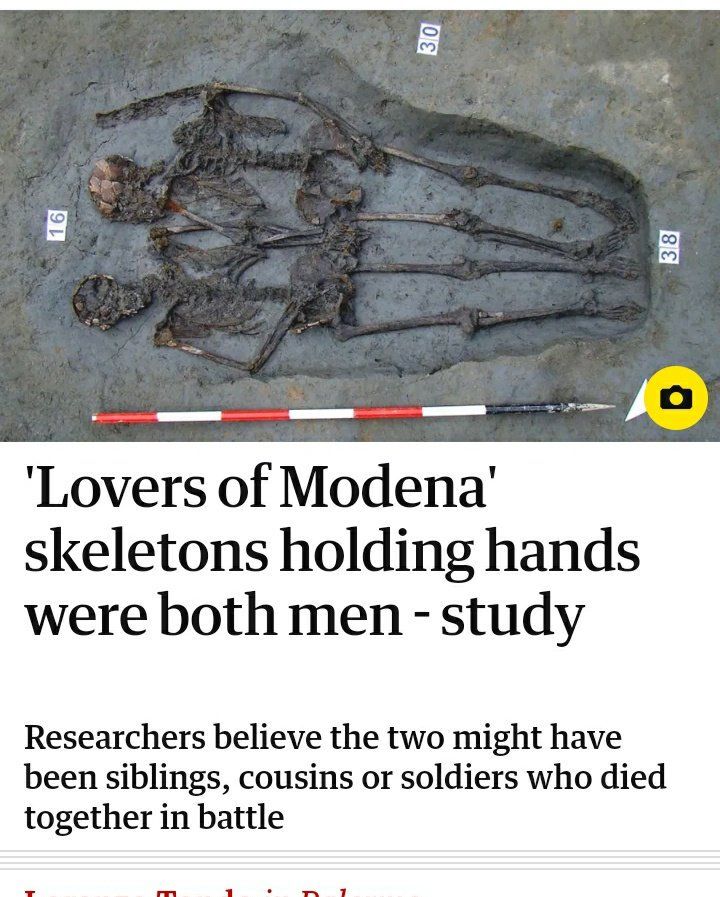 30
16
38
'Lovers of Modena'
skeletons holding hands
were both men - study
Researchers believe the two might have
been siblings, cousins or soldiers who died
together in battle